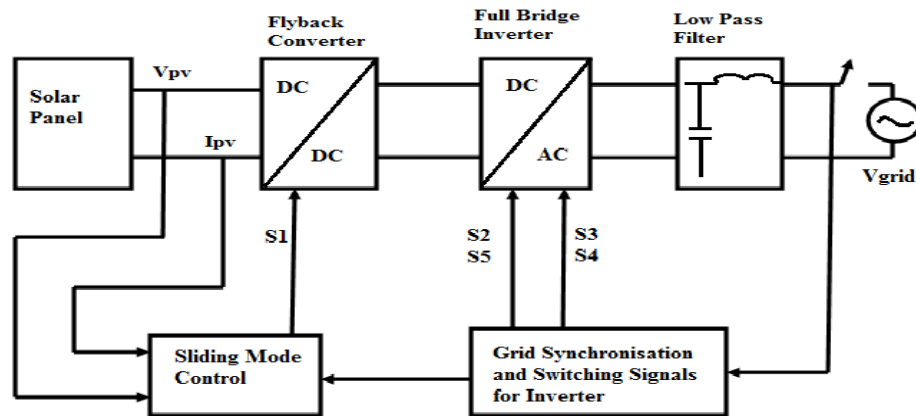 Flyback
Converter
Full Bridge
Inverter
Low Pass
Filter
Solar
Panel
Vpv
Ipv
DC
DC
DC
AC
Vgrid
S1
S2
S5
S3
S4
Sliding Mode
Control
Grid Synchronisation
and Switching Signals
for Inverter